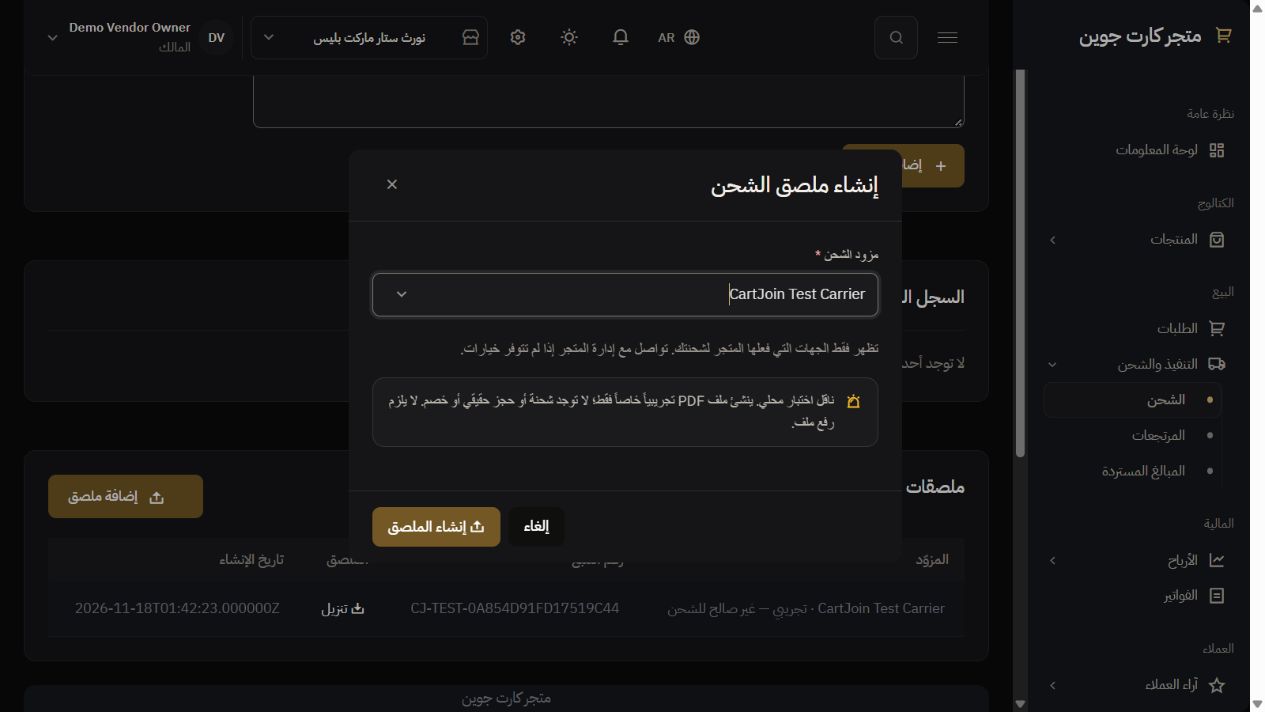 متجر كارت جوين
نظرة عامة
لوحة المعلومات
الكتالوج
المنتجات
البيع
الطلبات
التنفيذ والشحن
الشحن
المرتجعات
المبالغ المستردة
المالية
الأرباح
الفواتير
العملاء
آراء العملاء
AR
نورث ستار ماركت بليس
DV
Demo Vendor Owner
المالك
إنشاء ملصق الشحن
مزود الشحن *
CartJoin Test Carrier
تظهر فقط الجهات التي فعلها المتجر لشحنتك. تواصل مع إدارة المتجر إذا لم تتوفر خيارات.
ناقل اختبار محلي. ينشئ ملف PDF تجريبياً خاصاً فقط؛ لا توجد شحنة أو حجز حقيقي أو خصم. لا يلزم
رفع ملف.
إلغاء
إنشاء الملصق
السجل
ملصقات
إضافة ملصق
المزوّد
تاريخ الإنشاء
CartJoin Test Carrier · تجريبي — غير صالح للشحن
CJ-TEST-0A854D91FD17519C44
تنزيل
2026-11-18T01:42:23.000000Z
لا توجد
متجر كارت جوين